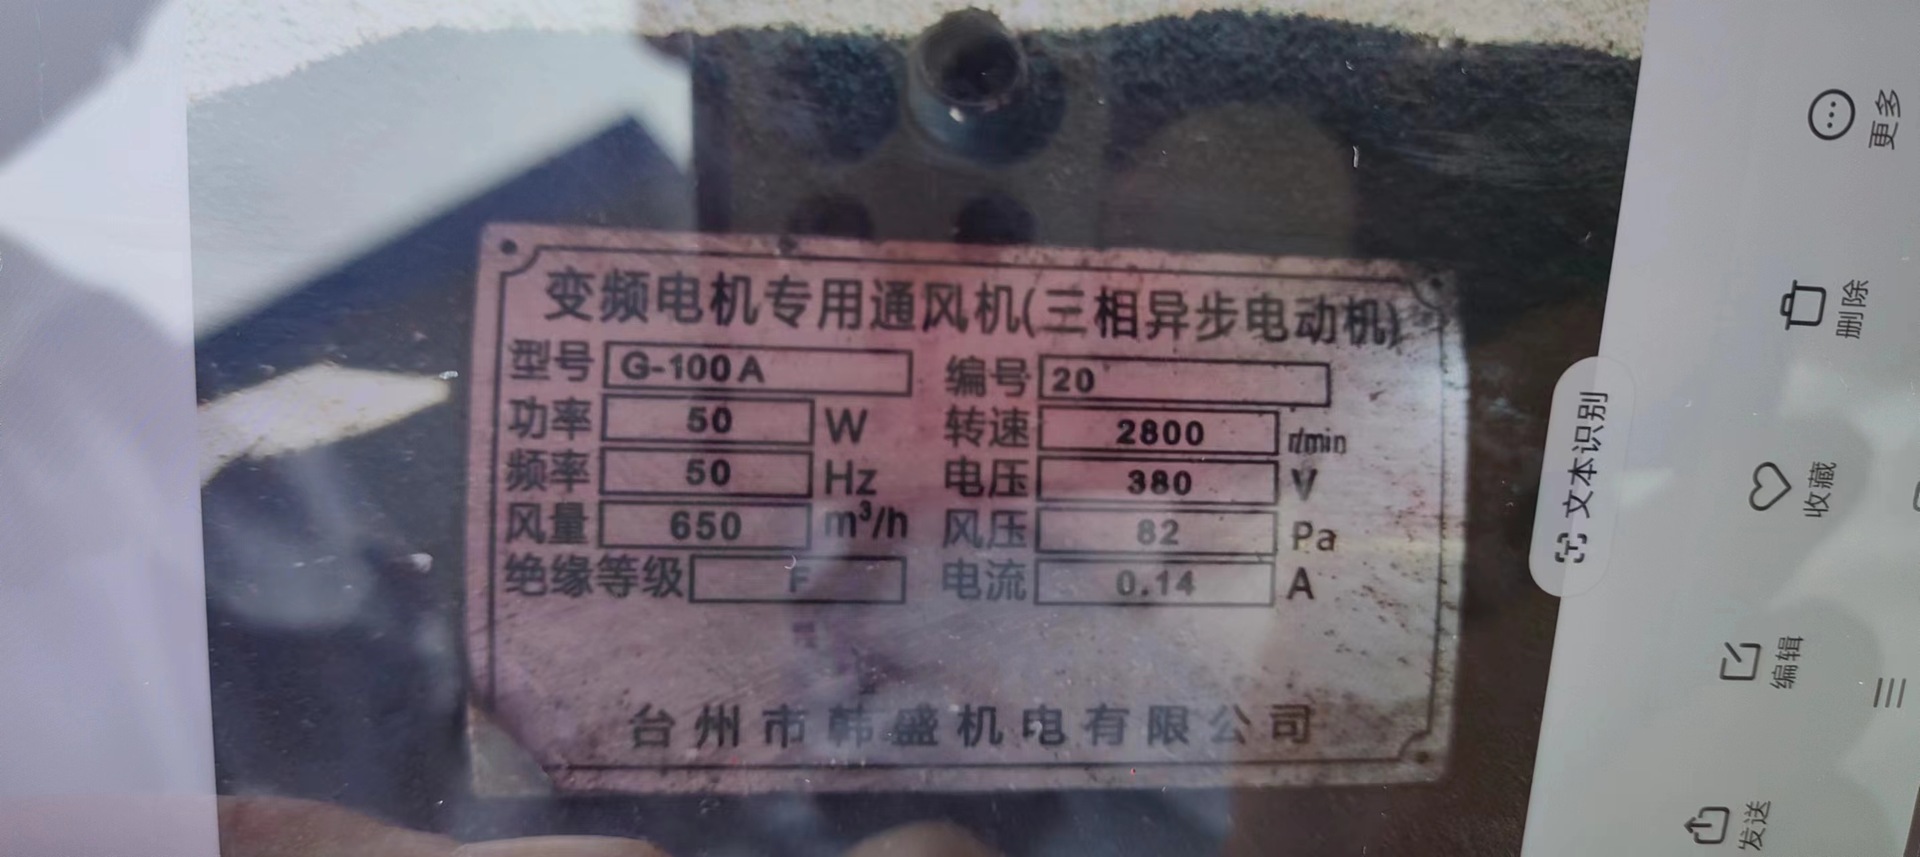 变频电机专用通风机(三相异步电动机)
型号 G-100A 编号 20
功率 50 W 转速 2800 r/min
频率 50 Hz 电压 380 V
风量 650 m³/h 风压 82 Pa
绝缘等级 F 电流 0.14 A
台州市韩盛机电有限公司
文本识别
更多
删除
收藏
编辑
发送